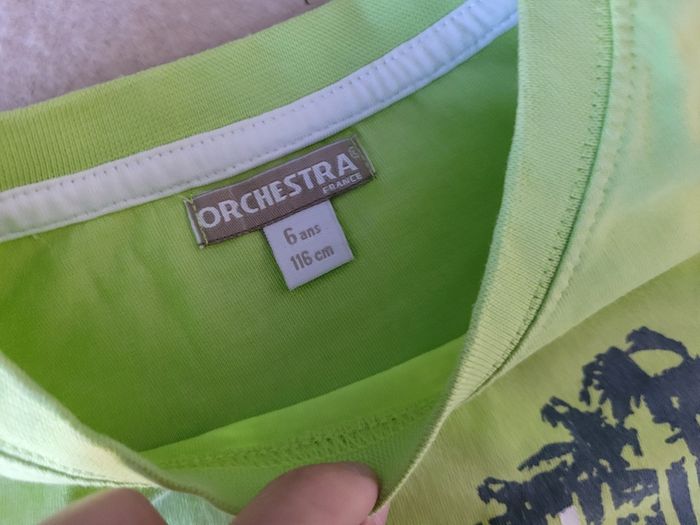 ORCHESTRA®
FRANCE
6 ans
116 cm